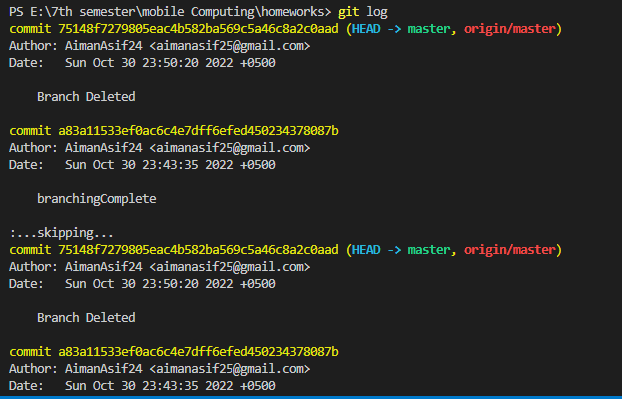 PS E:\7th semester\mobile Computing\homeworks> git log
commit 75148f7279805eac4b582ba569c5a46c8a2c0aad (HEAD -> master, origin/master)
Author: AimanAsif24 <aimanasif25@gmail.com>
Date:   Sun Oct 30 23:50:20 2022 +0500
    Branch Deleted
commit a83a11533ef0ac6c4e7dff6efed450234378087b
Author: AimanAsif24 <aimanasif25@gmail.com>
Date:   Sun Oct 30 23:43:35 2022 +0500
    branchingComplete
:...skipping...
commit 75148f7279805eac4b582ba569c5a46c8a2c0aad (HEAD -> master, origin/master)
Author: AimanAsif24 <aimanasif25@gmail.com>
Date:   Sun Oct 30 23:50:20 2022 +0500
    Branch Deleted
commit a83a11533ef0ac6c4e7dff6efed450234378087b
Author: AimanAsif24 <aimanasif25@gmail.com>
Date:   Sun Oct 30 23:43:35 2022 +0500